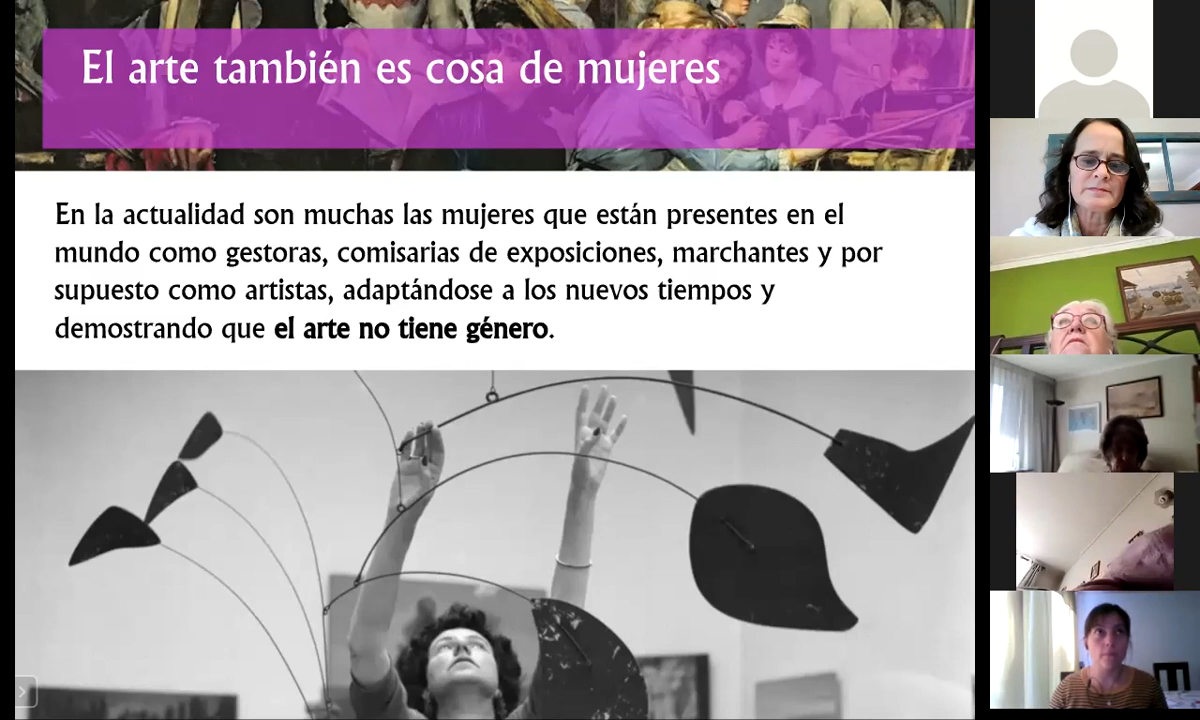 El arte también es cosa de mujeres
En la actualidad son muchas las mujeres que están presentes en el
mundo como gestoras, comisarias de exposiciones, marchantes y por
supuesto como artistas, adaptándose a los nuevos tiempos y
demostrando que el arte no tiene género.